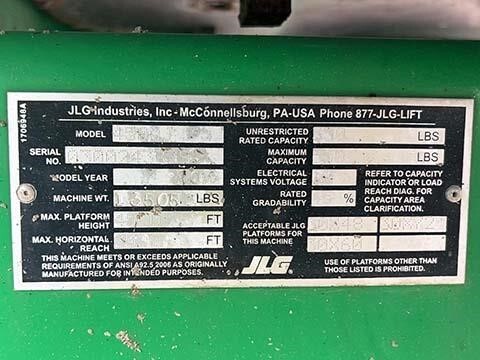 1706948A
JLG Industries, Inc - McConnellsburg, PA-USA Phone 877-JLG-LIFT
MODEL
SERIAL NO.
MODEL YEAR
MACHINE WT. LBS
MAX. PLATFORM HEIGHT FT
MAX. HORIZONTAL REACH FT
THIS MACHINE MEETS OR EXCEEDS APPLICABLE
REQUIREMENTS OF ANSI A92.5 2006 AS ORIGINALLY
MANUFACTURED FOR INTENDED PURPOSES.
UNRESTRICTED RATED CAPACITY LBS
MAXIMUM CAPACITY LBS
ELECTRICAL SYSTEMS VOLTAGE
RATED GRADABILITY %
REFER TO CAPACITY
INDICATOR OR LOAD
REACH DIAG. FOR
CAPACITY AREA
CLARIFICATION.
ACCEPTABLE JLG
PLATFORMS FOR
THIS MACHINE
30X60
JLG
USE OF PLATFORMS OTHER THAN
THOSE LISTED IS PROHIBITED.